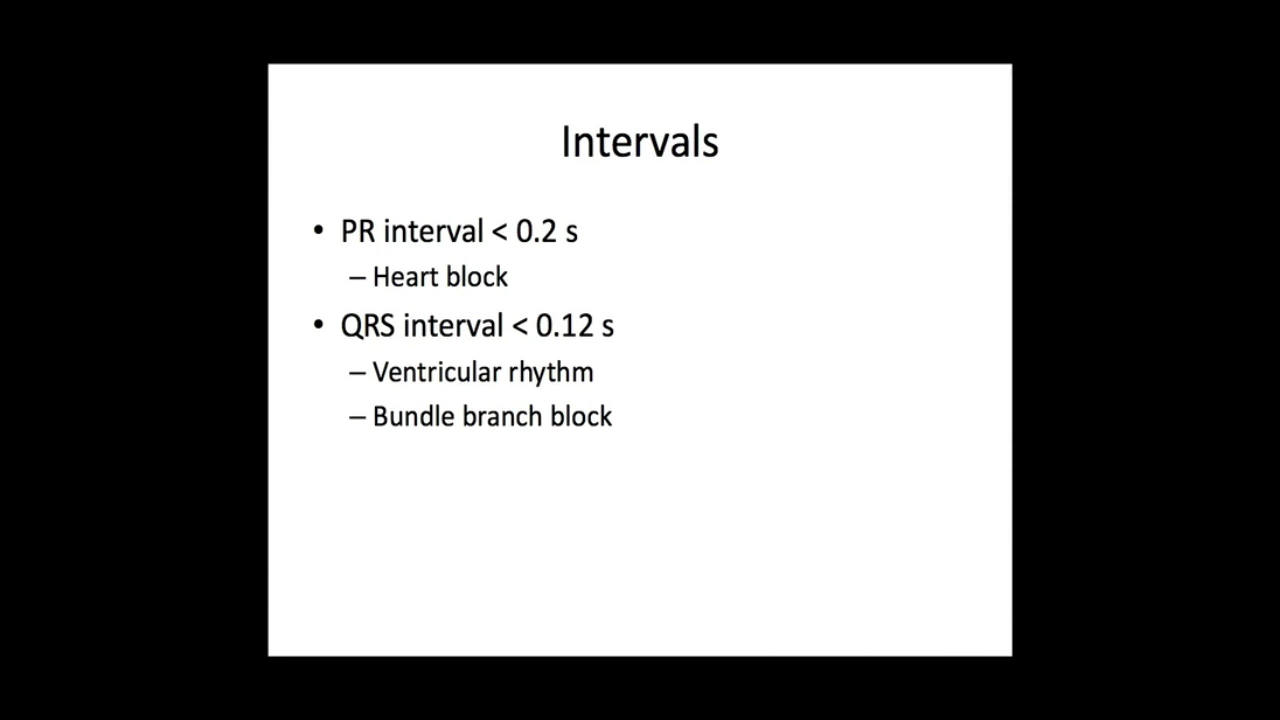 Intervals
• PR interval < 0.2 s
– Heart block
• QRS interval < 0.12 s
– Ventricular rhythm
– Bundle branch block